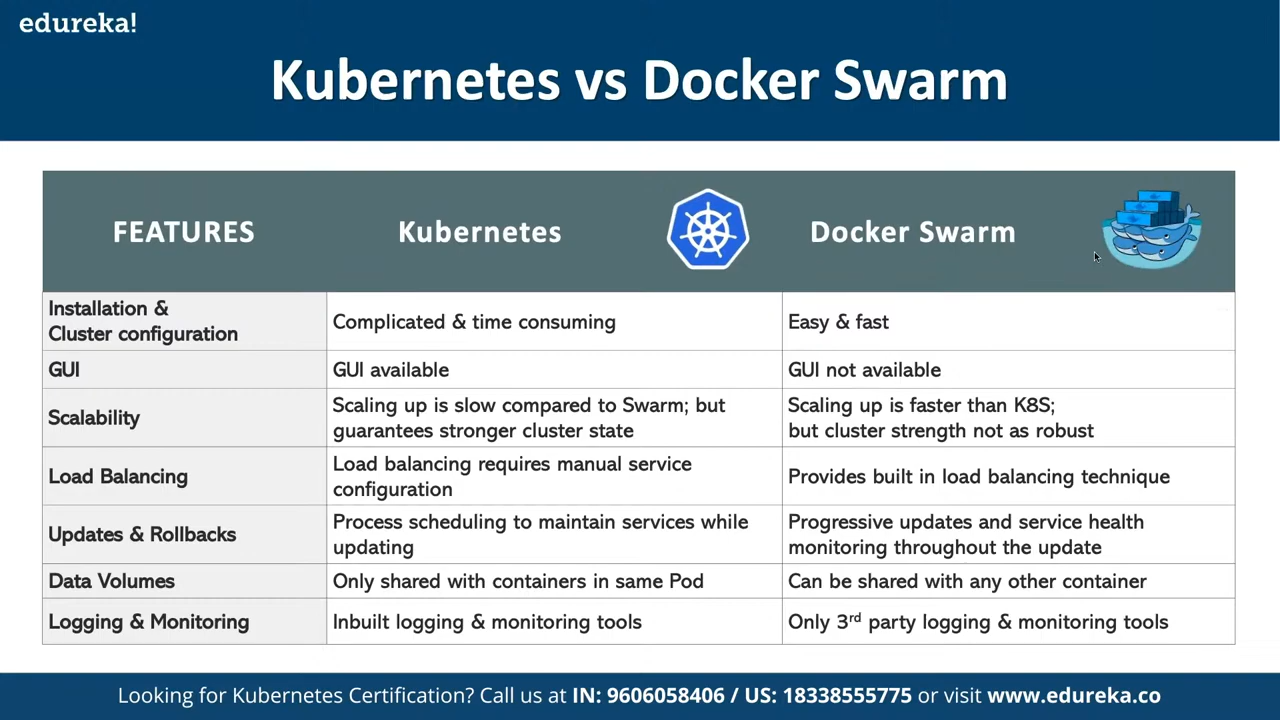 edureka!
Kubernetes vs Docker Swarm
FEATURES
Kubernetes
Docker Swarm
Installation &
Cluster configuration
Complicated & time consuming
Easy & fast
GUI
GUI available
GUI not available
Scalability
Scaling up is slow compared to Swarm; but
guarantees stronger cluster state
Scaling up is faster than K8S;
but cluster strength not as robust
Load Balancing
Load balancing requires manual service
configuration
Provides built in load balancing technique
Updates & Rollbacks
Process scheduling to maintain services while
updating
Progressive updates and service health
monitoring throughout the update
Data Volumes
Only shared with containers in same Pod
Can be shared with any other container
Logging & Monitoring
Inbuilt logging & monitoring tools
Only 3rd party logging & monitoring tools
Looking for Kubernetes Certification? Call us at IN: 9606058406 / US: 18338555775 or visit www.edureka.co